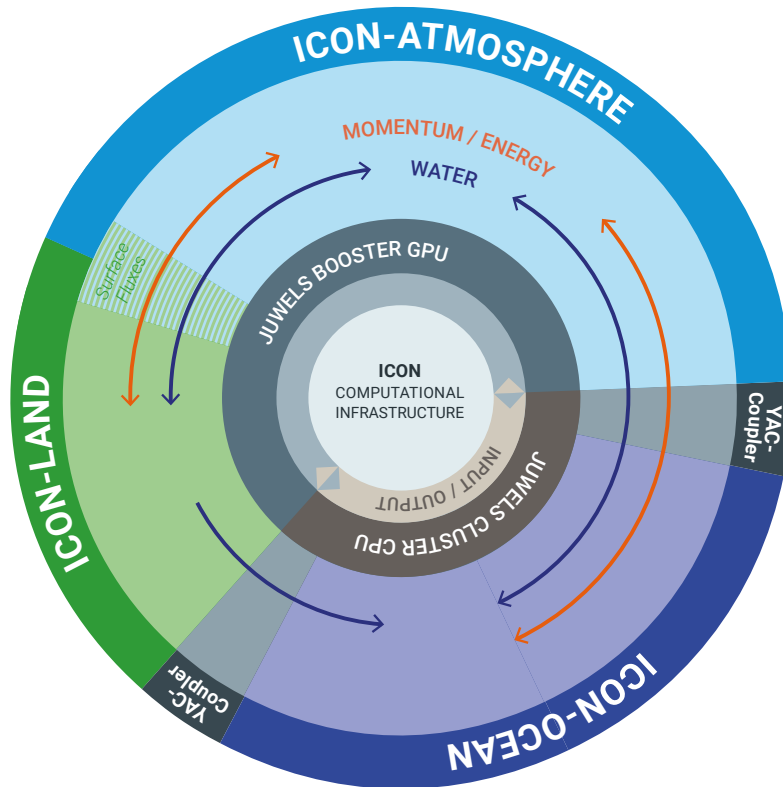 ICON-ATMOSPHERE
MOMENTUM / ENERGY
WATER
JUWELS BOOSTER GPU
Surface
Fluxes
ICON
COMPUTATIONAL
INFRASTRUCTURE
YAC-
Coupler
ICON-LAND
INPUT / OUTPUT
JUWELS CLUSTER CPU
YAC-
Coupler
ICON-OCEAN